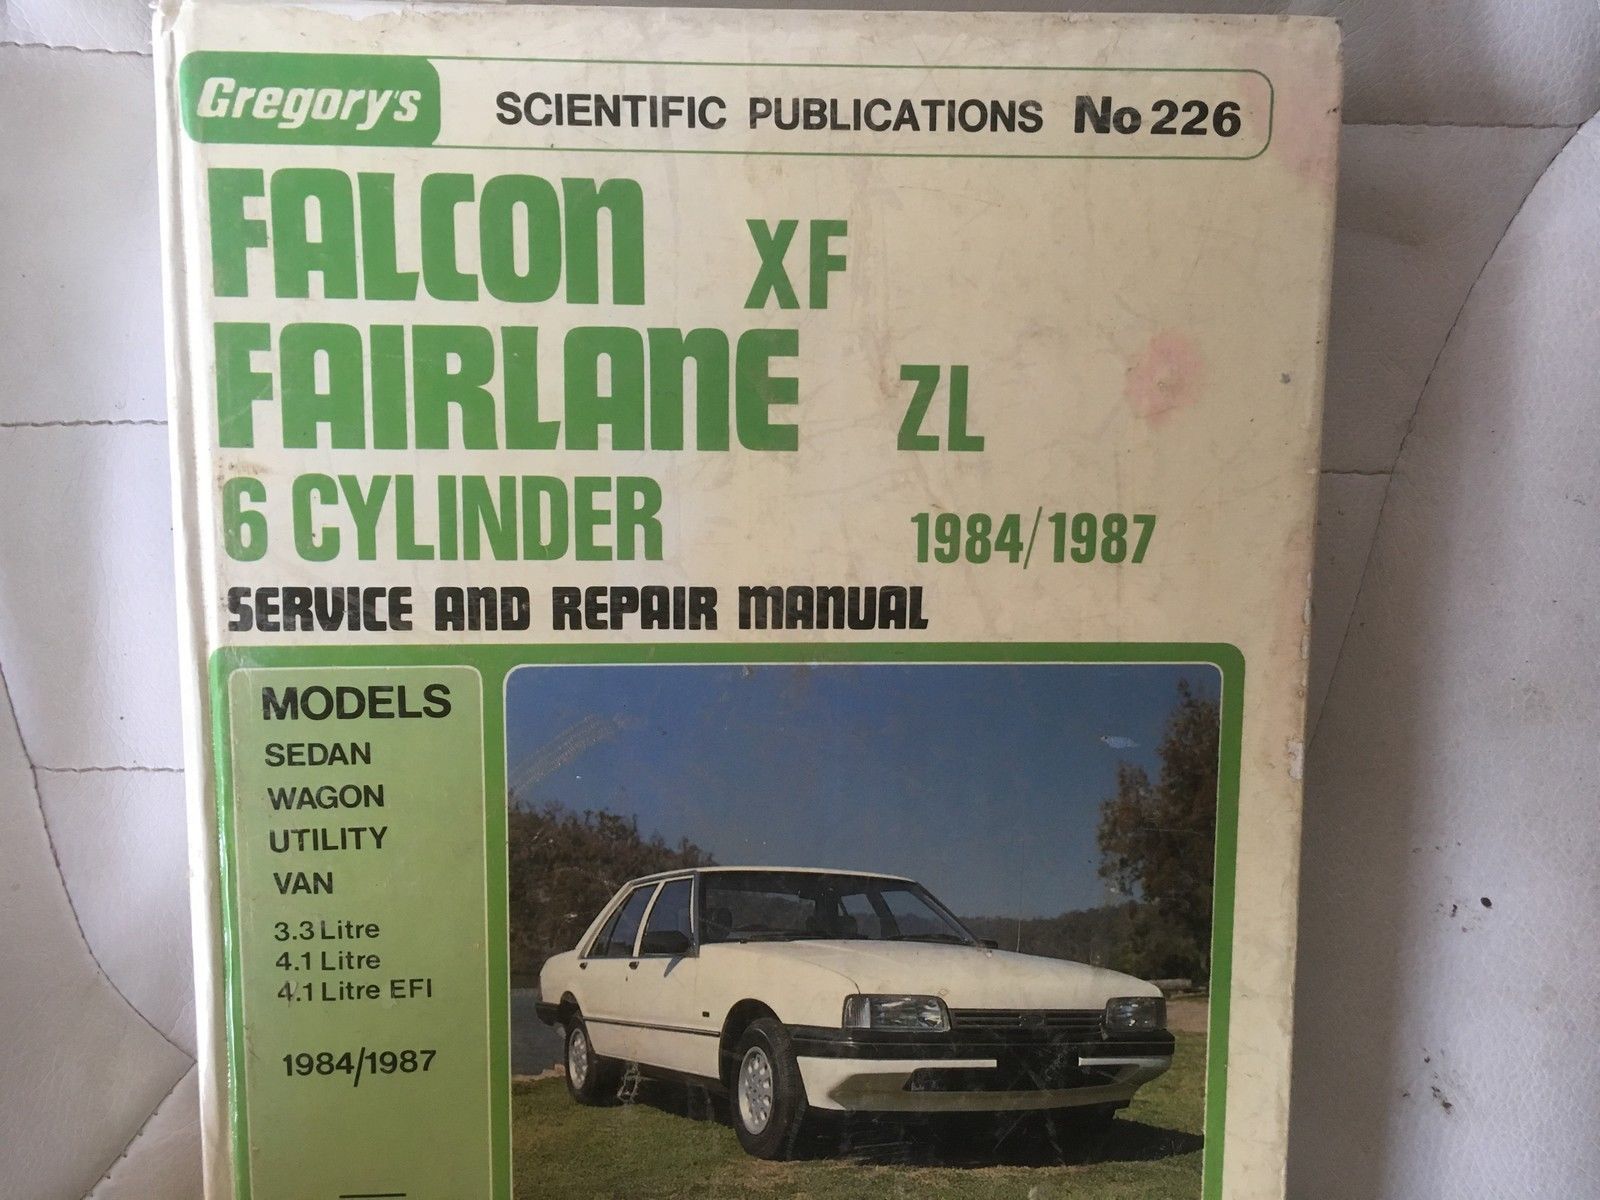 Gregory's SCIENTIFIC PUBLICATIONS No 226
FALCON XF
FAIRLANE ZL
6 CYLINDER 1984/1987
SERVICE AND REPAIR MANUAL
MODELS
SEDAN
WAGON
UTILITY
VAN
3.3 Litre
4.1 Litre
4.1 Litre EFI
1984/1987